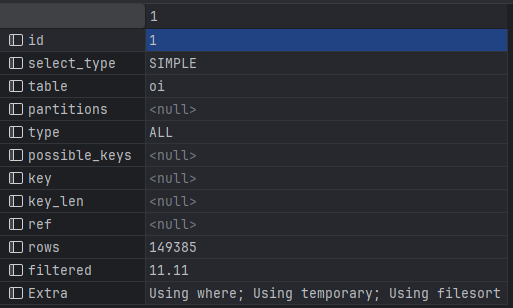 1
id 1
select_type SIMPLE
table oi
partitions <null>
type ALL
possible_keys <null>
key <null>
key_len <null>
ref <null>
rows 149385
filtered 11.11
Extra Using where; Using temporary; Using filesort